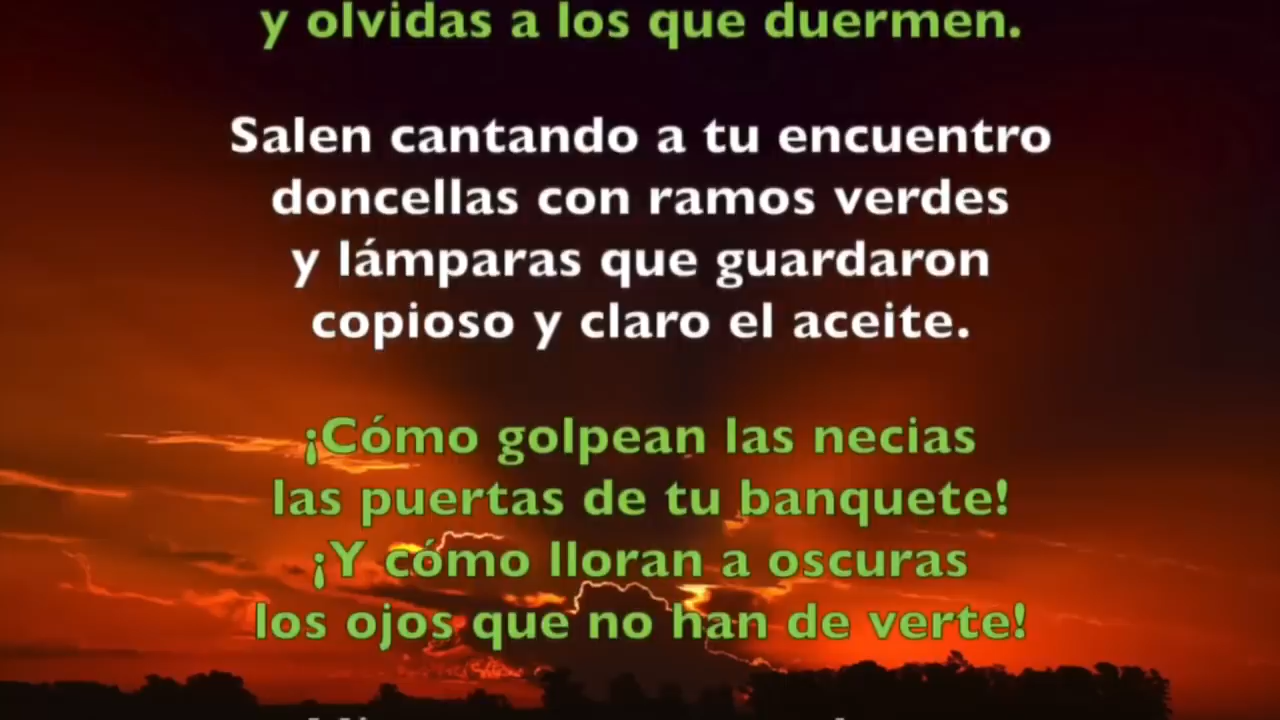 y olvidas a los que duermen.
Salen cantando a tu encuentro
doncellas con ramos verdes
y lámparas que guardaron
copioso y claro el aceite.
¡Cómo golpean las necias
las puertas de tu banquete!
¡Y cómo lloran a oscuras
los ojos que no han de verte!